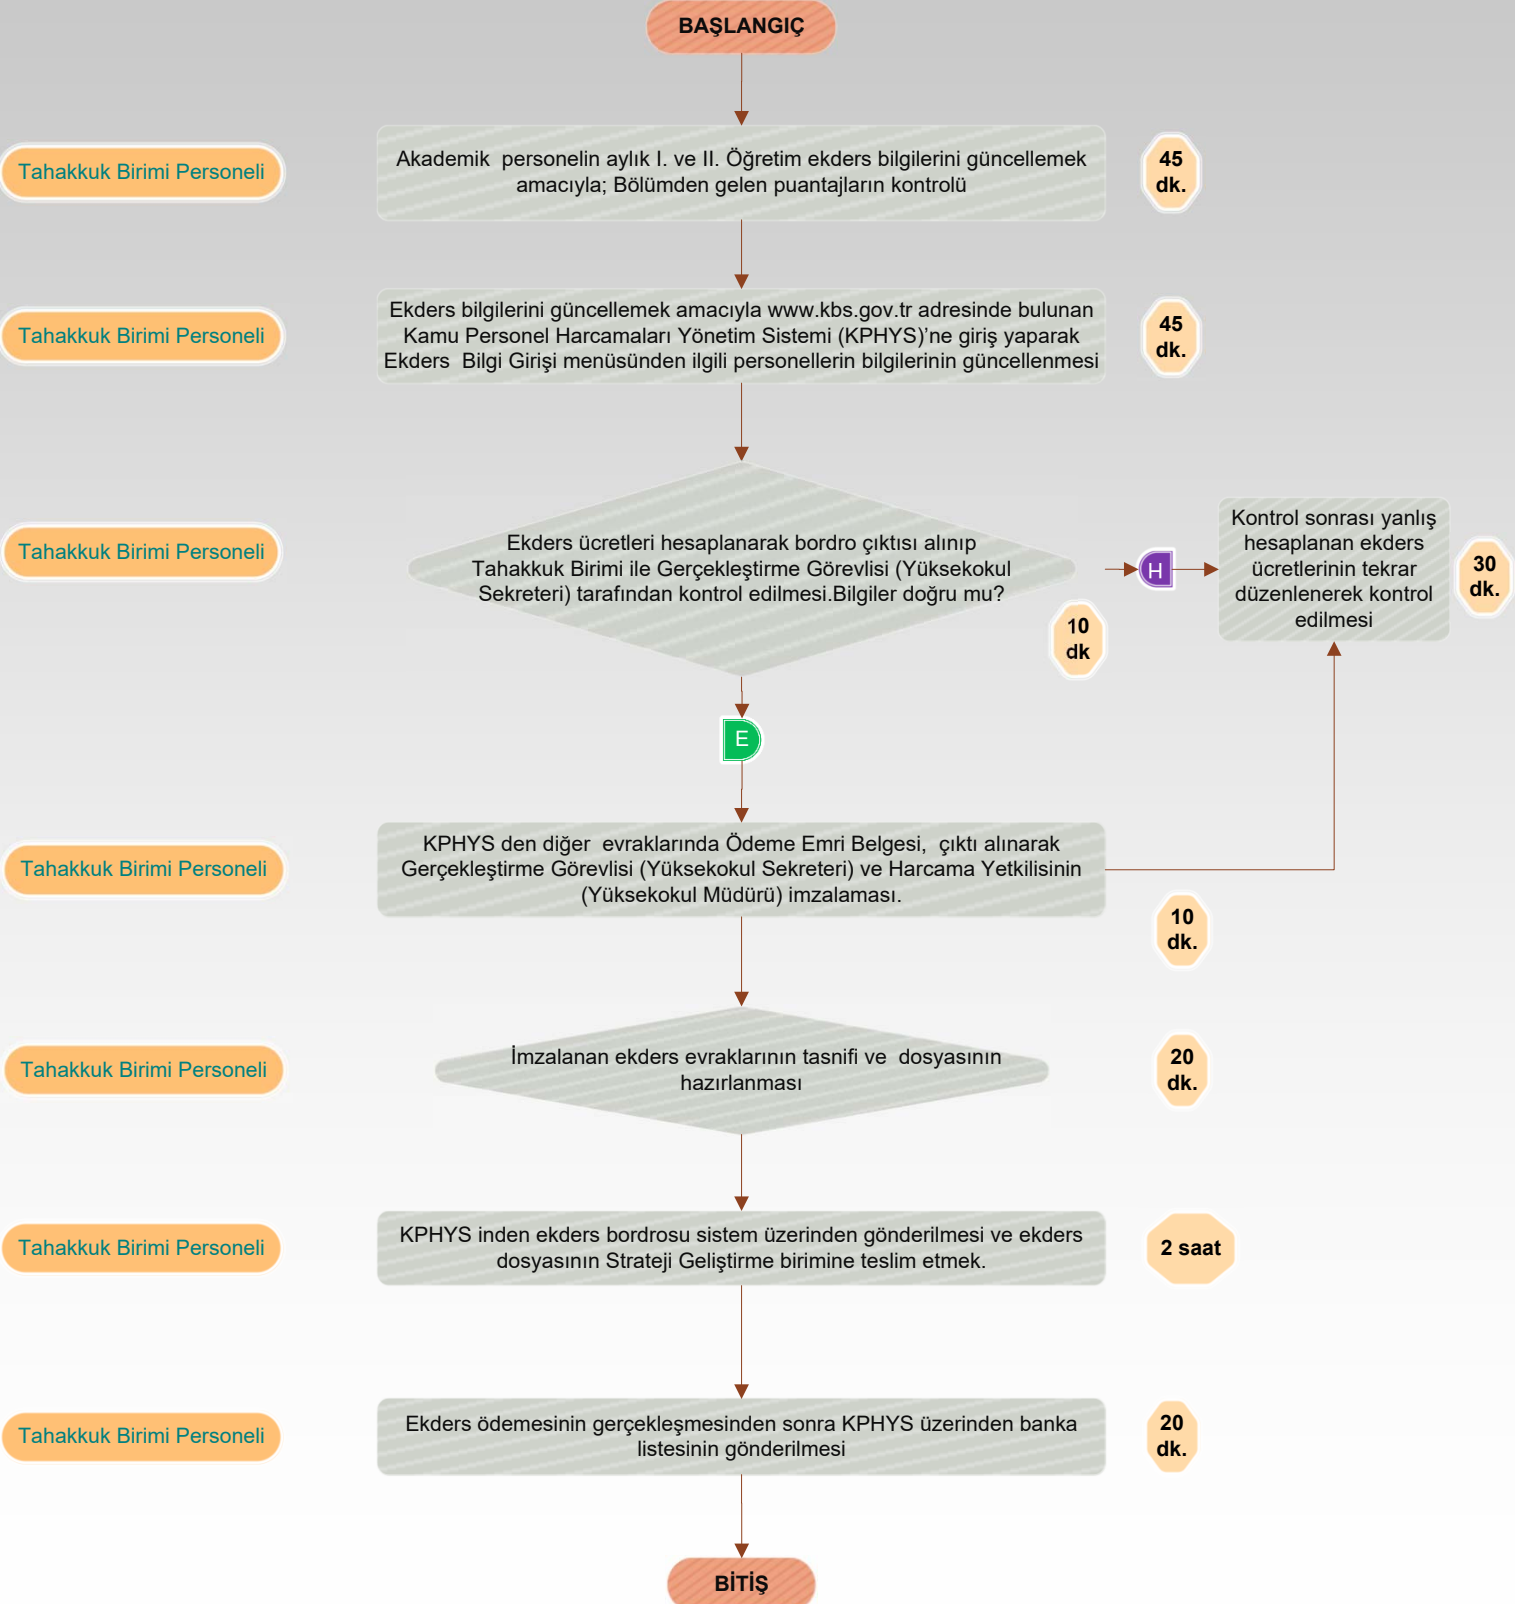 BAŞLANGIÇ
Tahakkuk Birimi Personeli
Akademik  personelin aylık I. ve II. Öğretim ekders bilgilerini güncellemek
amacıyla; Bölümden gelen puantajların kontrolü
45
dk.
Tahakkuk Birimi Personeli
Ekders bilgilerini güncellemek amacıyla www.kbs.gov.tr adresinde bulunan
Kamu Personel Harcamaları Yönetim Sistemi (KPHYS)’ne giriş yaparak
Ekders  Bilgi Girişi menüsünden ilgili personellerin bilgilerinin güncellenmesi
45
dk.
Tahakkuk Birimi Personeli
Ekders ücretleri hesaplanarak bordro çıktısı alınıp
Tahakkuk Birimi ile Gerçekleştirme Görevlisi (Yüksekokul
Sekreteri) tarafından kontrol edilmesi.Bilgiler doğru mu?
10
dk
H
Kontrol sonrası yanlış
hesaplanan ekders
ücretlerinin tekrar
düzenlenerek kontrol
edilmesi
30
dk.
E
Tahakkuk Birimi Personeli
KPHYS den diğer  evraklarında Ödeme Emri Belgesi,  çıktı alınarak
Gerçekleştirme Görevlisi (Yüksekokul Sekreteri) ve Harcama Yetkilisinin
(Yüksekokul Müdürü) imzalaması.
10
dk.
Tahakkuk Birimi Personeli
İmzalanan ekders evraklarının tasnifi ve  dosyasının
hazırlanması
20
dk.
Tahakkuk Birimi Personeli
KPHYS inden ekders bordrosu sistem üzerinden gönderilmesi ve ekders
dosyasının Strateji Geliştirme birimine teslim etmek.
2 saat
Tahakkuk Birimi Personeli
Ekders ödemesinin gerçekleşmesinden sonra KPHYS üzerinden banka
listesinin gönderilmesi
20
dk.
BİTİŞ